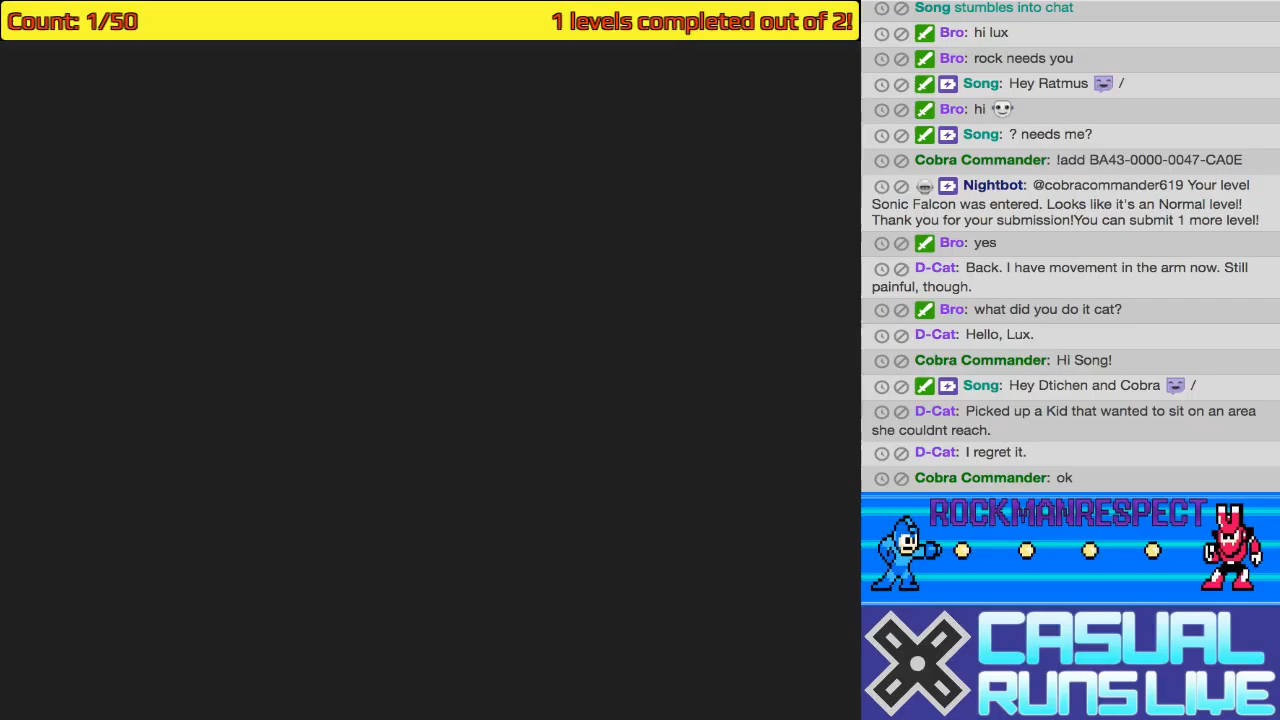 Count: 1/50
1 levels completed out of 2!
Song stumbles into chat
Bro: hi lux
Bro: rock needs you
Song: Hey Ratmus /
Bro: hi
Song: ? needs me?
Cobra Commander: !add BA43-0000-0047-CA0E
Nightbot: @cobracommander619 Your level
Sonic Falcon was entered. Looks like it's an Normal level!
Thank you for your submission!You can submit 1 more level!
Bro: yes
D-Cat: Back. I have movement in the arm now. Still
painful, though.
Bro: what did you do it cat?
D-Cat: Hello, Lux.
Cobra Commander: Hi Song!
Song: Hey Dtichen and Cobra /
D-Cat: Picked up a Kid that wanted to sit on an area
she couldnt reach.
D-Cat: I regret it.
Cobra Commander: ok
ROCKMANRESPECT
CASUAL
RUNS LIVE